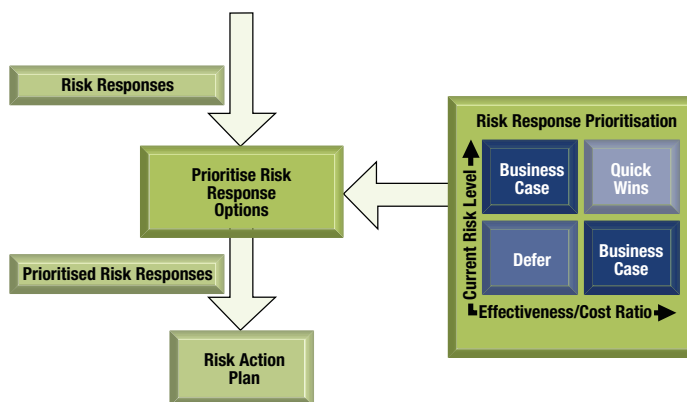 Risk Responses
Prioritise Risk
Response
Options
Prioritised Risk Responses
Risk Action
Plan
Risk Response Prioritisation
Current Risk Level
Business
Case
Quick
Wins
Defer
Business
Case
Effectiveness/Cost Ratio